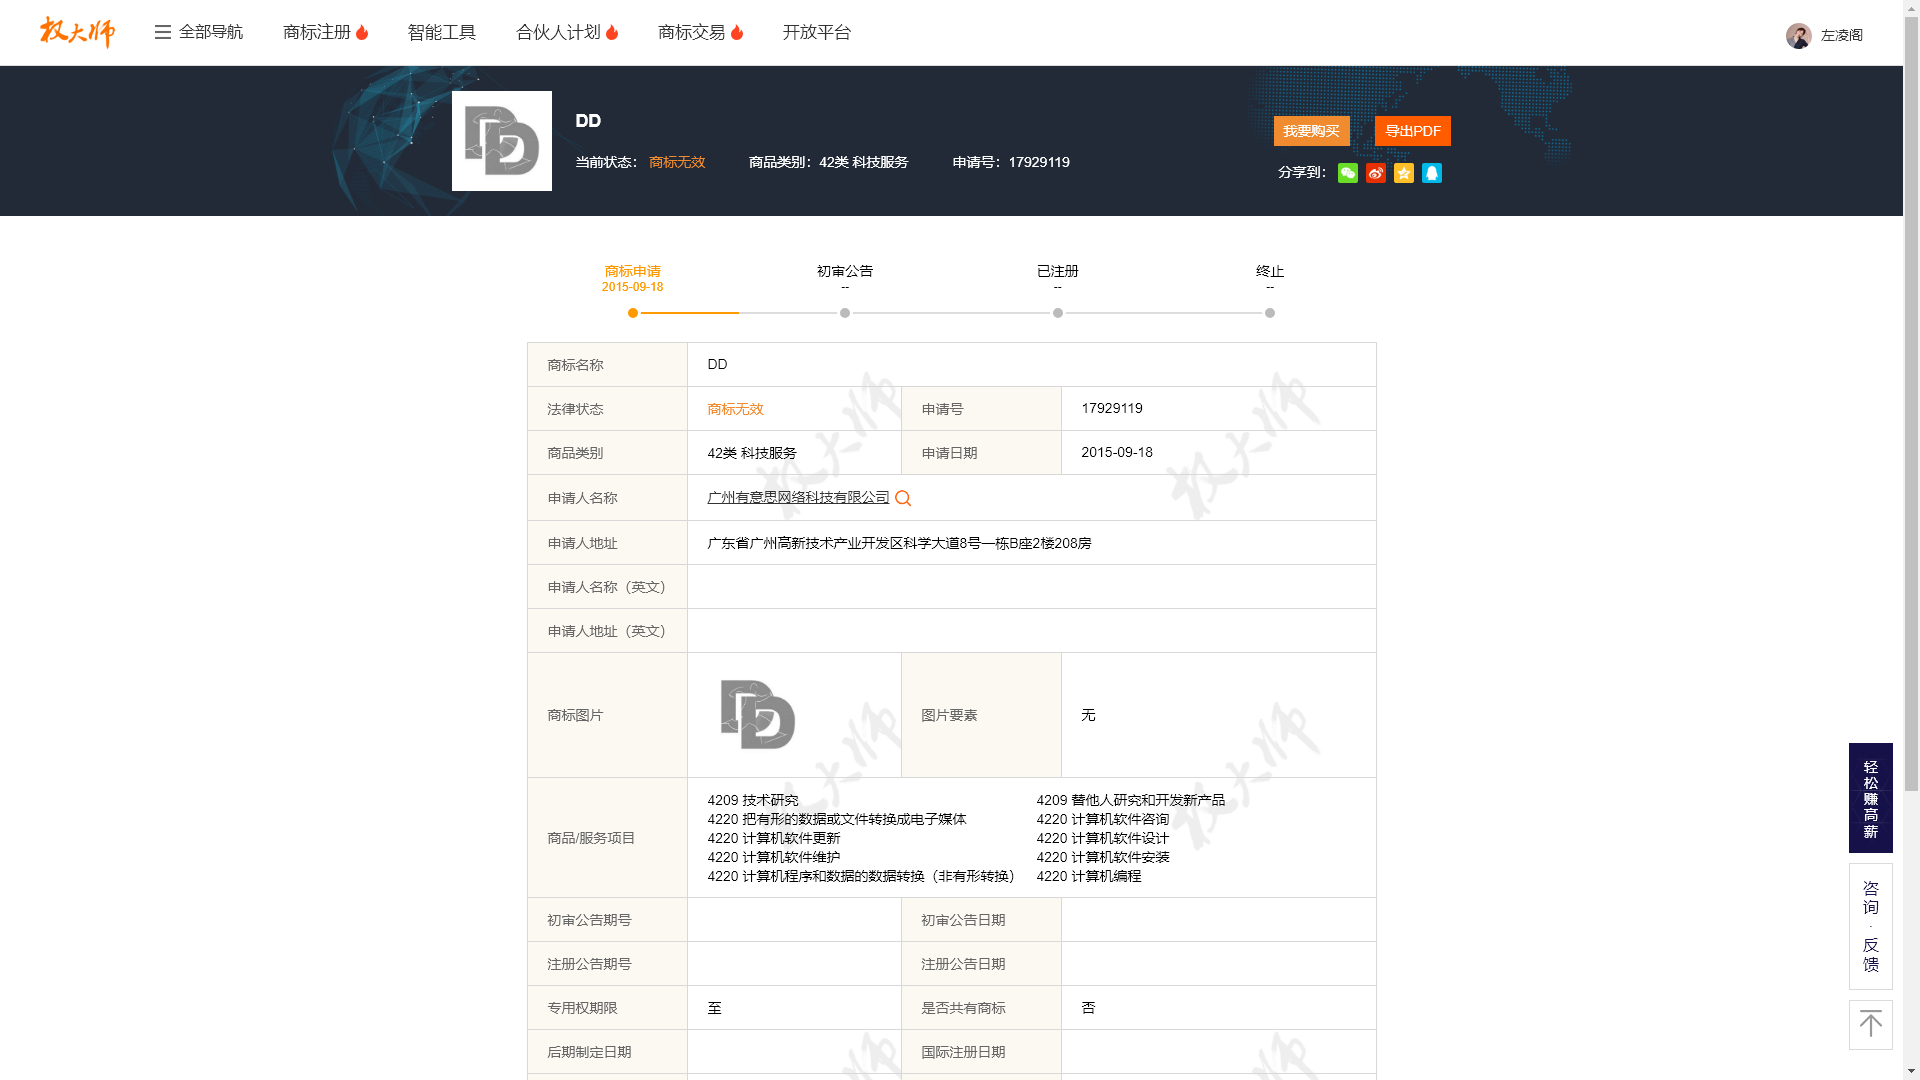 权大师 全部导航 商标注册 智能工具 合伙人计划 商标交易 开放平台 左凌阁
DD
当前状态： 商标无效 商品类别：42类 科技服务 申请号：17929119
我要购买 导出PDF
分享到：
商标申请 初审公告 已注册 终止
2015-09-18 -- -- --
商标名称 DD
法律状态 商标无效 申请号 17929119
商品类别 42类 科技服务 申请日期 2015-09-18
申请人名称 广州有意思网络科技有限公司
申请人地址 广东省广州高新技术产业开发区科学大道8号一栋B座2楼208房
申请人名称（英文）
申请人地址（英文）
商标图片 DD 图片要素 无
商品/服务项目
4209 技术研究 4209 替他人研究和开发新产品
4220 把有形的数据或文件转换成电子媒体 4220 计算机软件咨询
4220 计算机软件更新 4220 计算机软件设计
4220 计算机软件维护 4220 计算机软件安装
4220 计算机程序和数据的数据转换（非有形转换） 4220 计算机编程
初审公告期号 初审公告日期
注册公告期号 注册公告日期
专用权期限 至 是否共有商标 否
后期制定日期 国际注册日期
轻松赚高薪
咨询·反馈